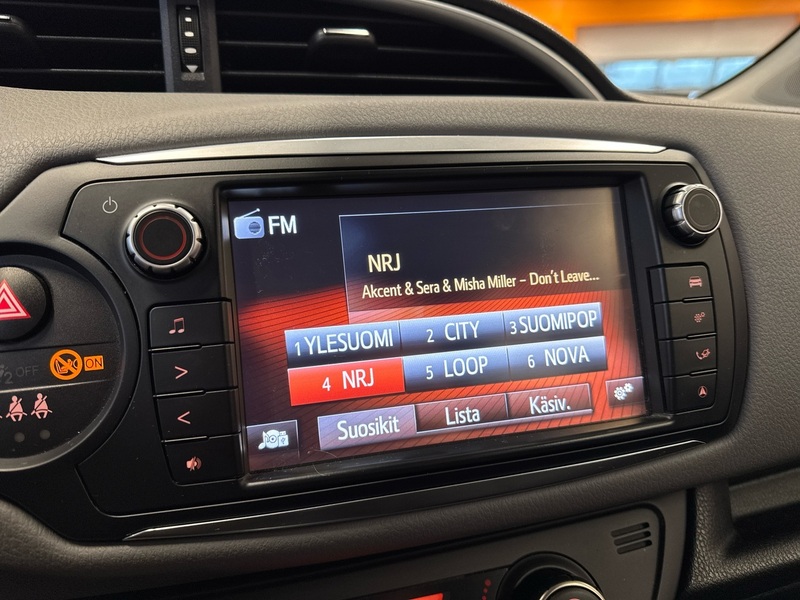 FM
NRJ
Akcent & Sera & Misha Miller – Don't Leave...
1 YLESUOMI 2 CITY 3 SUOMIPOP
4 NRJ 5 LOOP 6 NOVA
Suosikit Lista Käsiv.
2 OFF
ON